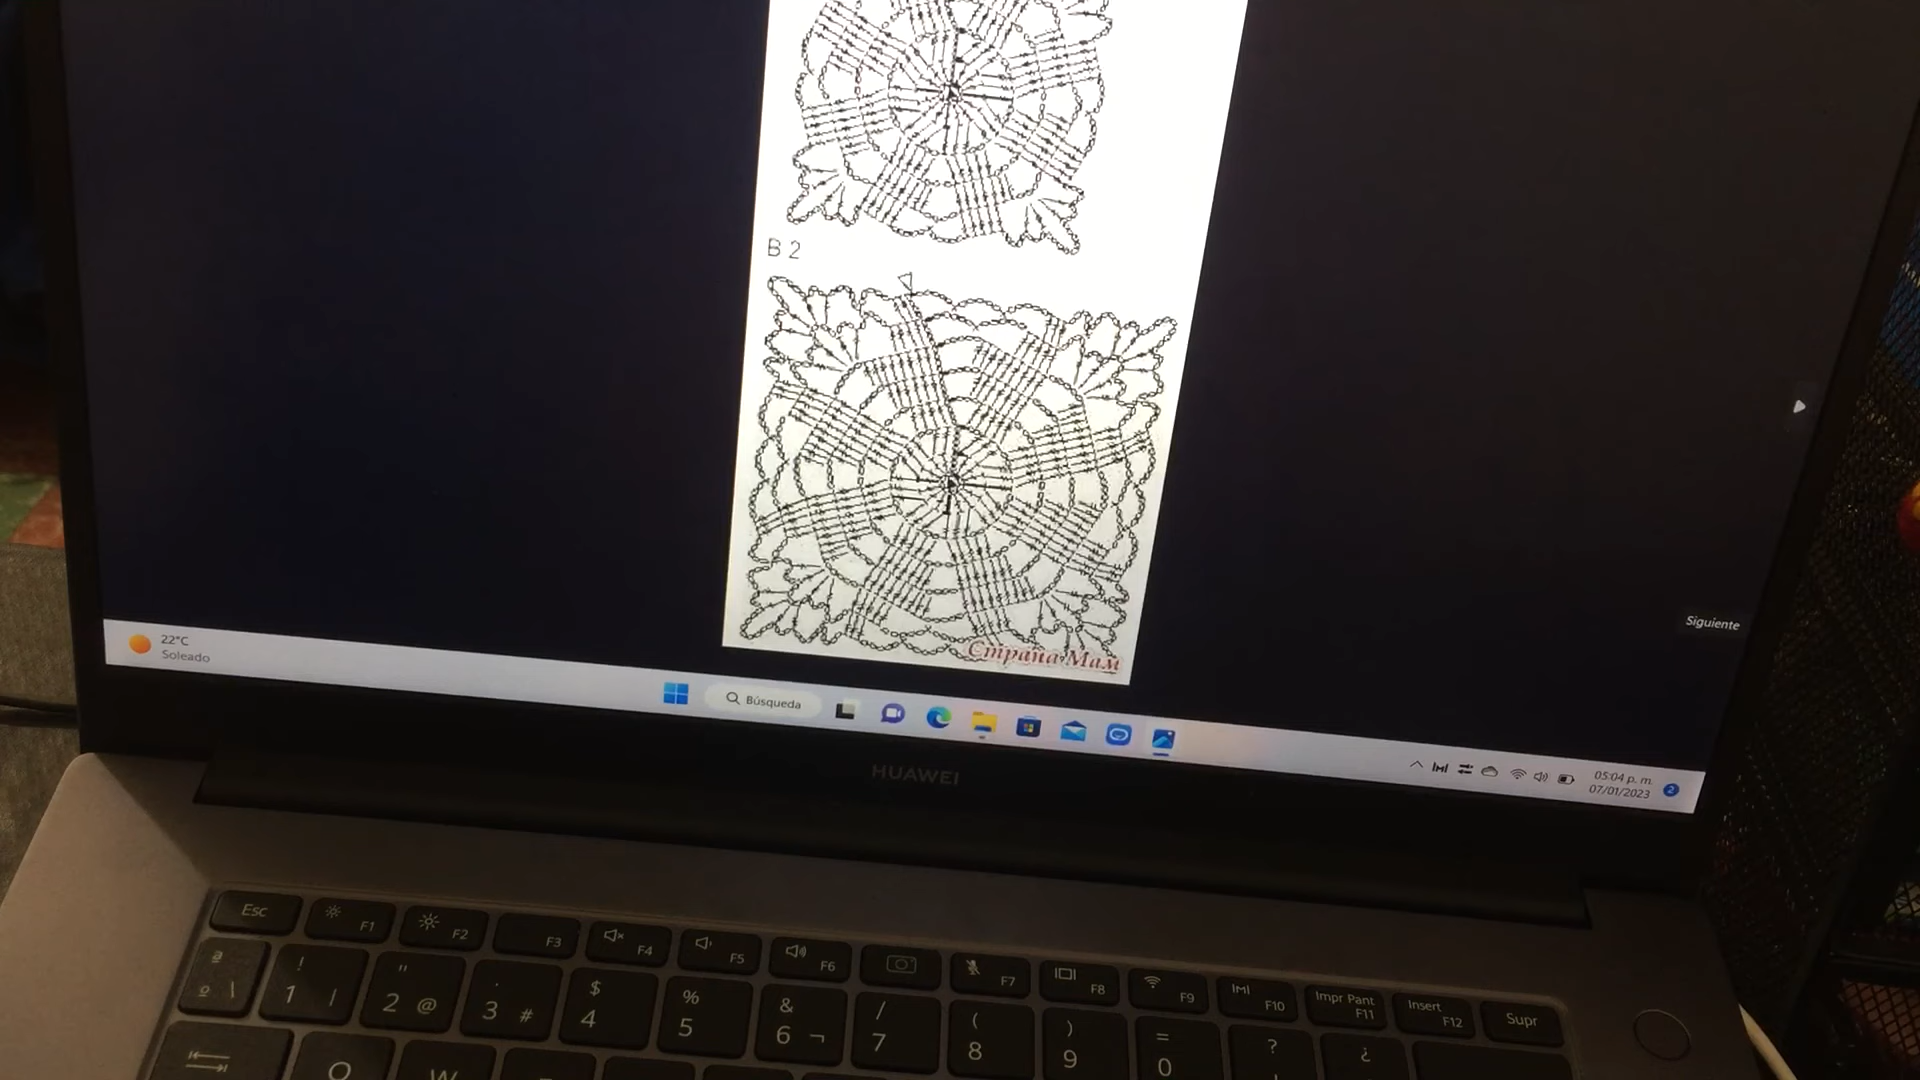 B 2
Страна Мам
Siguiente
22°C
Soleado
Búsqueda
05:04 p. m.
07/01/2023
2
HUAWEI
Esc
F1
F2
F3
F4
F5
F6
F7
F8
F9
F10
Impr Pant
F11
Insert
F12
Supr
ª º \
! 1 |
" 2 @
· 3 #
$ 4
% 5
& 6 ¬
/ 7
( 8
) 9
= 0
?
¿
Q
W